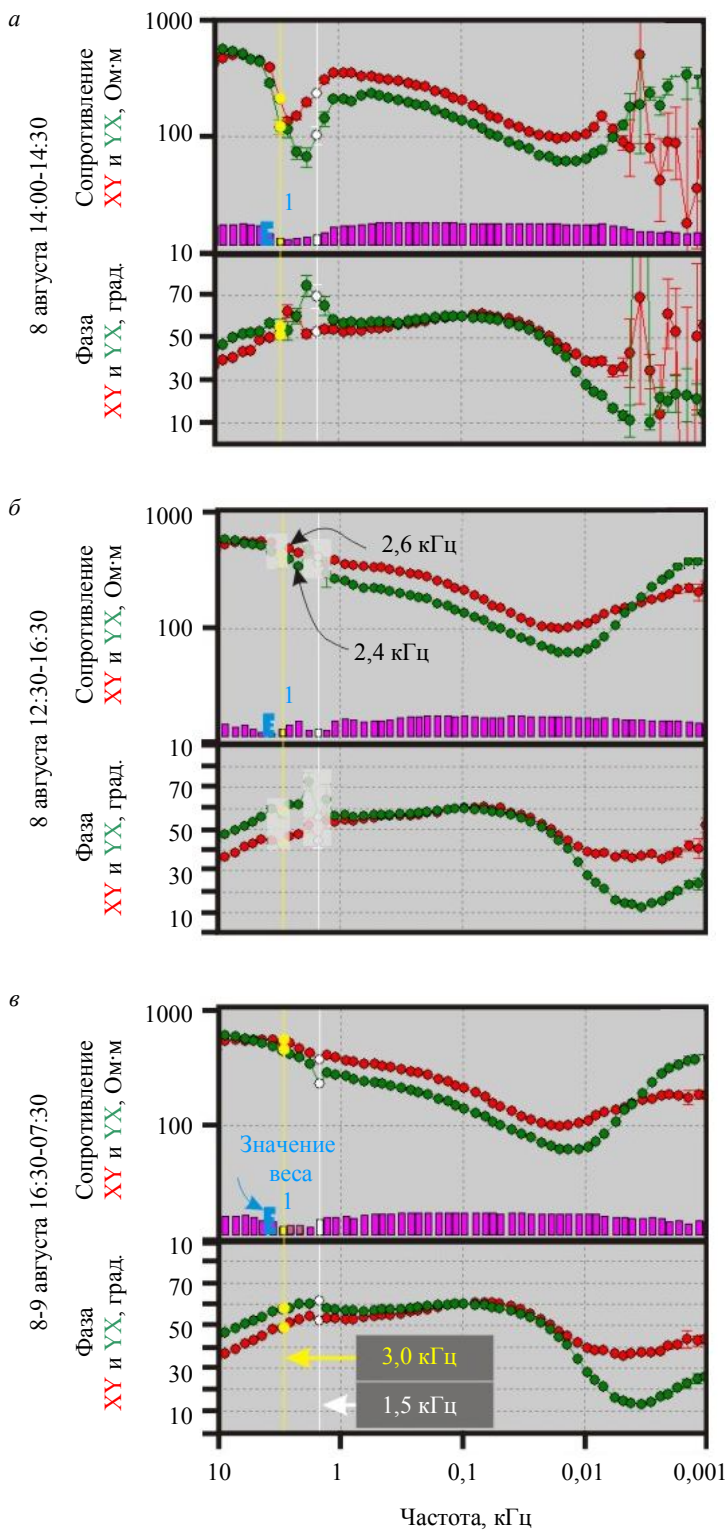 а
8 августа 14:00-14:30
Сопротивление
XY и YX, Ом·м
1000
100
10
1
Фаза
XY и YX, град.
70
50
30
10
б
8 августа 12:30-16:30
Сопротивление
XY и YX, Ом·м
1000
100
10
2,6 кГц
2,4 кГц
1
1
Фаза
XY и YX, град.
70
50
30
10
в
8-9 августа 16:30-07:30
Сопротивление
XY и YX, Ом·м
1000
100
10
Значение
веса
1
Фаза
XY и YX, град.
70
50
30
10
3,0 кГц
1,5 кГц
10
1
0,1
0,01
0,001
Частота, кГц